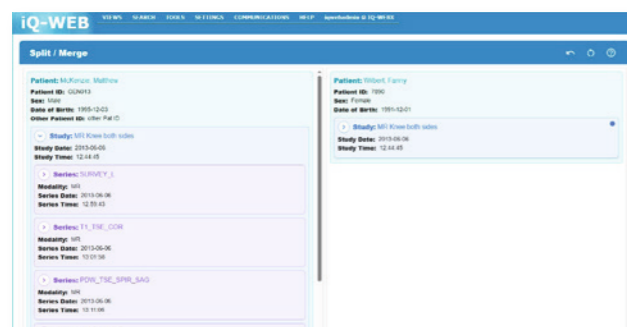 iQ-WEB
VIEWS SEARCH TOOLS SETTINGS COMMUNICATIONS HELP
Split / Merge
Patient: McKenzie, Matthew
Patient ID:
Sex: Male
Date of Birth: 1965-12-03
Other Patient ID: other Pat ID
Study: MR Knee both sides
Study Date: 2013-06-06
Study Time: 12:44:45
Series: SURVEY_L
Modality: MR
Series Date: 2013-06-06
Series Time: 12:59:43
Series: T1_TSE_COR
Modality: MR
Series Date: 2013-06-06
Series Time: 13:01:58
Series: PDW_TSE_SPIR_SAG
Modality: MR
Series Date: 2013-06-06
Series Time: 13:11:06
Patient: Wilbert, Fanny
Patient ID: 7890
Sex: Female
Date of Birth: 1991-12-01
Study: MR Knee both sides
Study Date: 2013-06-06
Study Time: 12:44:45